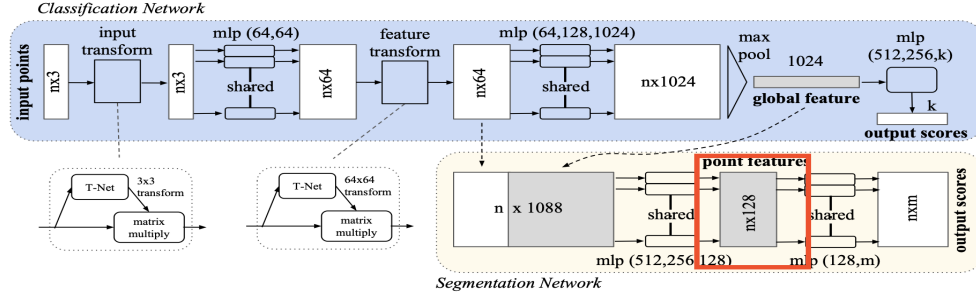 Classification Network
input points
nx3
input
transform
nx3
mlp (64,64)
shared
nx64
feature
transform
nx64
mlp (64,128,1024)
shared
nx1024
max
pool
1024
global feature
mlp
(512,256,k)
k
output scores
T-Net
3x3
transform
matrix
multiply
T-Net
64x64
transform
matrix
multiply
n x 1088
shared
mlp (512,256,128)
point features
nx128
shared
mlp (128,m)
nxm
output scores
Segmentation Network